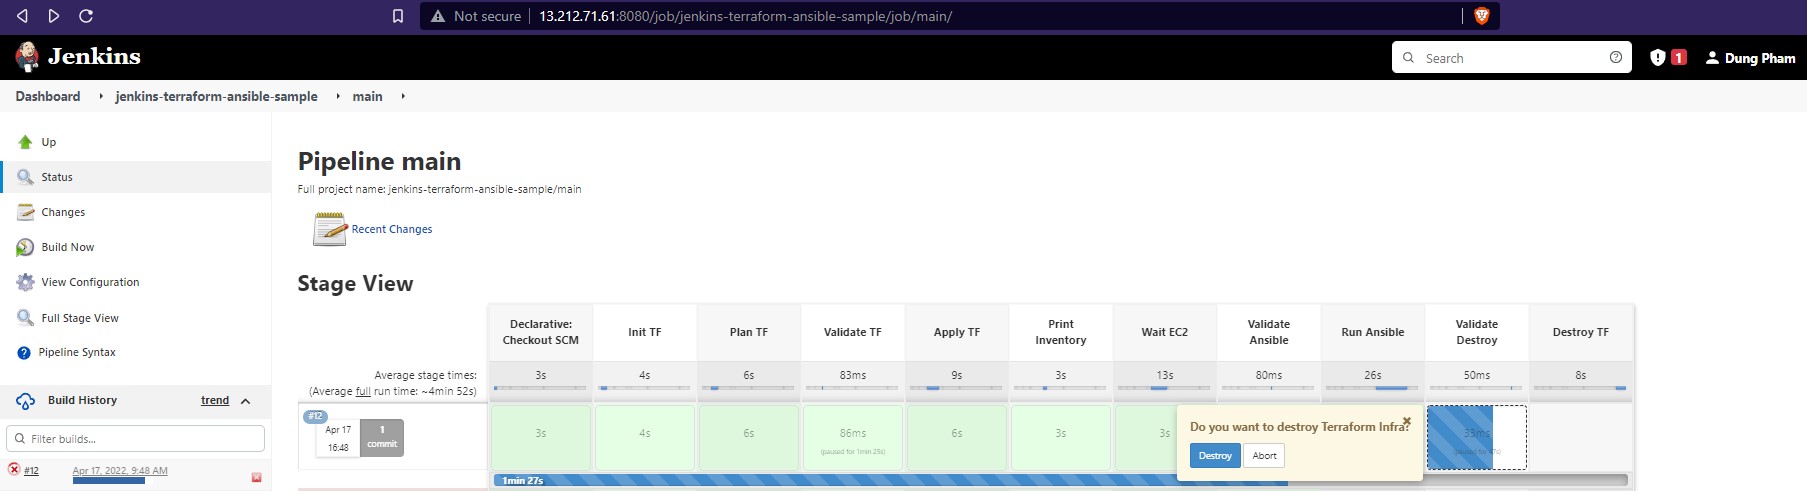 Not secure | 13.212.71.61:8080/job/jenkins-terraform-ansible-sample/job/main/
Jenkins
Search
1
Dung Pham
Dashboard
jenkins-terraform-ansible-sample
main
Up
Status
Changes
Build Now
View Configuration
Full Stage View
Pipeline Syntax
Build History
trend
Filter builds...
#12
Apr 17, 2022, 9:48 AM
Pipeline main
Full project name: jenkins-terraform-ansible-sample/main
Recent Changes
Stage View
Declarative: Checkout SCM
Init TF
Plan TF
Validate TF
Apply TF
Print Inventory
Wait EC2
Validate Ansible
Run Ansible
Validate Destroy
Destroy TF
Average stage times:
(Average full run time: ~4min 52s)
3s
4s
6s
83ms
9s
3s
13s
80ms
26s
50ms
8s
#12
Apr 17
16:48
1
commit
3s
4s
6s
86ms
(paused for 1min 25s)
6s
3s
3s
33ms
(paused for 47s)
Do you want to destroy Terraform Infra?
Destroy
Abort
1min 27s